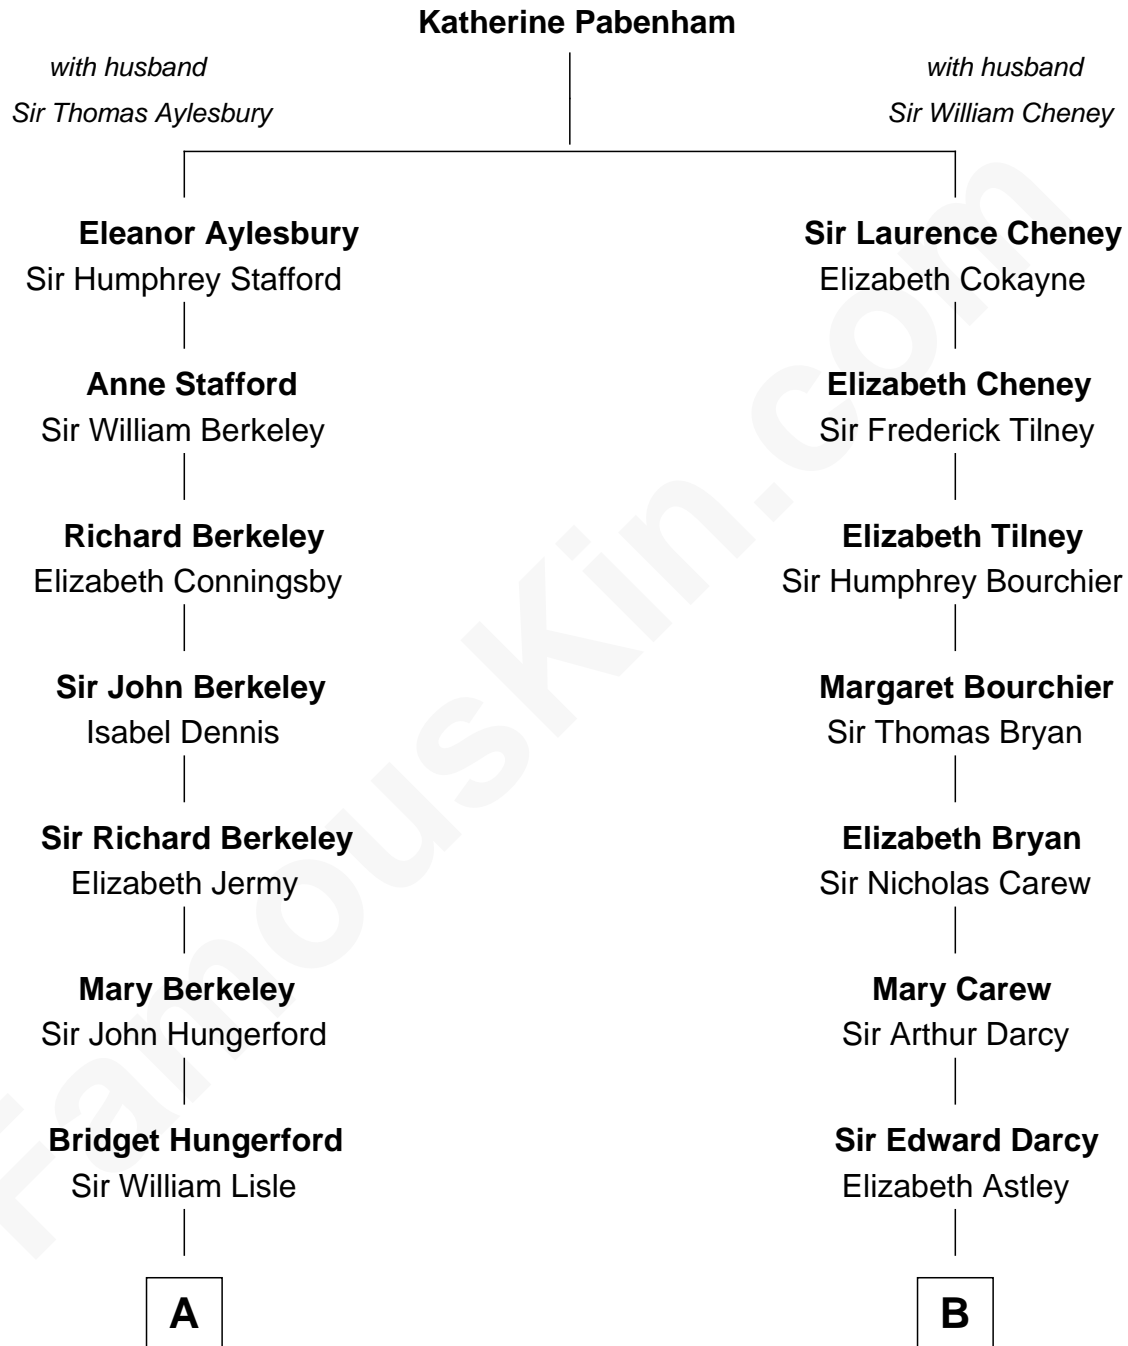 Katherine Pabenham
with husband
Sir Thomas Aylesbury
with husband
Sir William Cheney
Eleanor Aylesbury
Sir Humphrey Stafford
Sir Laurence Cheney
Elizabeth Cokayne
Anne Stafford
Sir William Berkeley
Elizabeth Cheney
Sir Frederick Tilney
Richard Berkeley
Elizabeth Conningsby
Elizabeth Tilney
Sir Humphrey Bourchier
Sir John Berkeley
Isabel Dennis
Margaret Bourchier
Sir Thomas Bryan
Sir Richard Berkeley
Elizabeth Jermy
Elizabeth Bryan
Sir Nicholas Carew
Mary Berkeley
Sir John Hungerford
Mary Carew
Sir Arthur Darcy
Bridget Hungerford
Sir William Lisle
Sir Edward Darcy
Elizabeth Astley
A
B
FamousKin.com